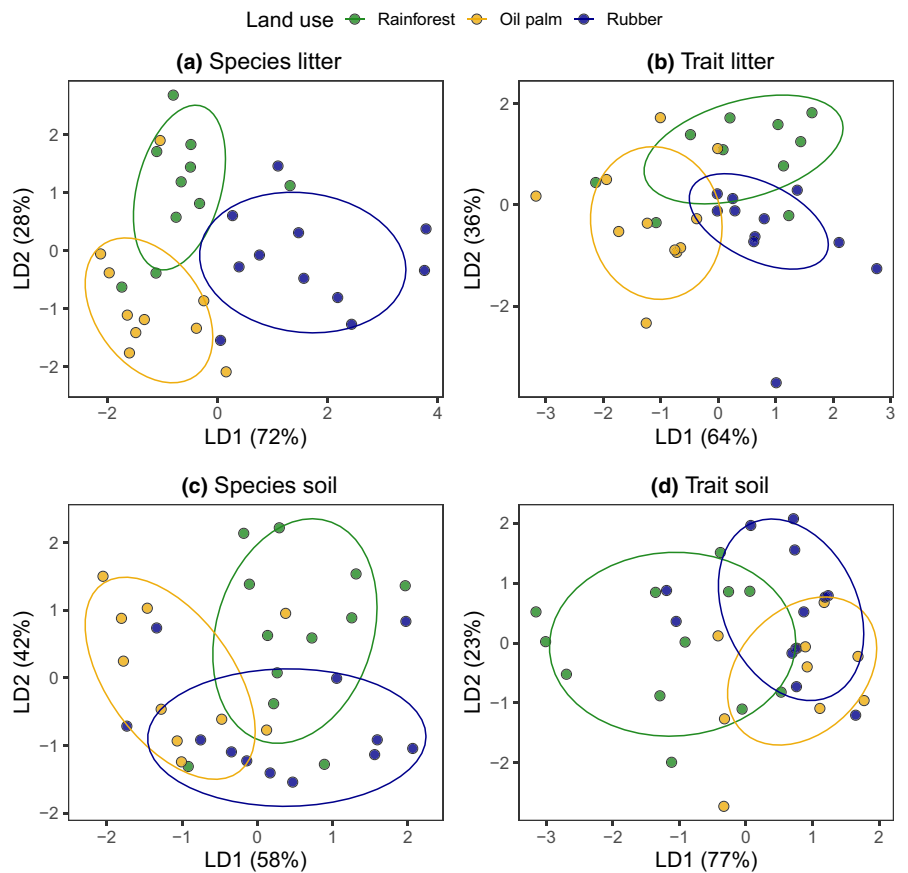 Land use Rainforest Oil palm Rubber
(a) Species litter
2
1
0
−1
−2
LD2 (28%)
−2 0 2 4
LD1 (72%)
(b) Trait litter
2
0
−2
LD2 (36%)
−3 −2 −1 0 1 2 3
LD1 (64%)
(c) Species soil
2
1
0
−1
−2
LD2 (42%)
−2 −1 0 1 2
LD1 (58%)
(d) Trait soil
2
1
0
−1
−2
LD2 (23%)
−3 −2 −1 0 1 2
LD1 (77%)